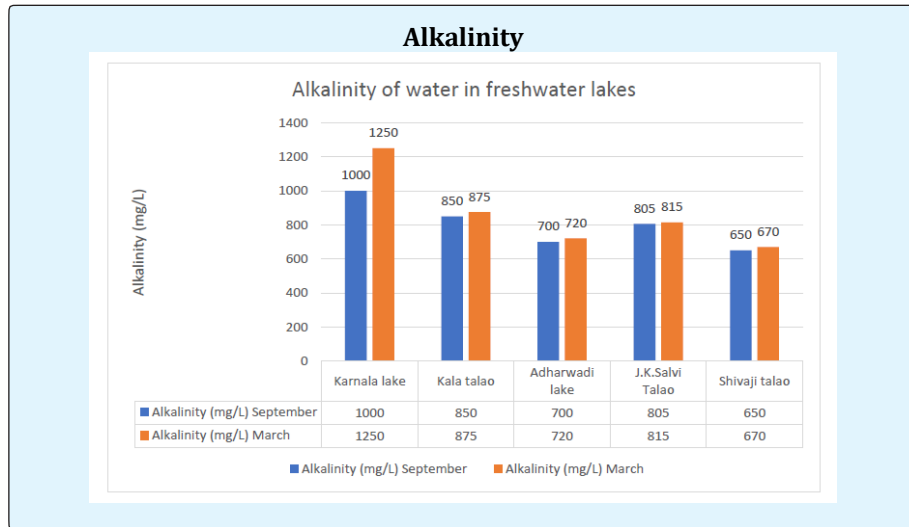 Alkalinity
Alkalinity of water in freshwater lakes
Alkalinity (mg/L)
1400
1200
1000
800
600
400
200
0
1000 1250
850 875
700 720
805 815
650 670
Karnala lake Kala talao Adharwadi lake J.K.Salvi Talao Shivaji talao
Alkalinity (mg/L) September 1000 850 700 805 650
Alkalinity (mg/L) March 1250 875 720 815 670
Alkalinity (mg/L) September Alkalinity (mg/L) March